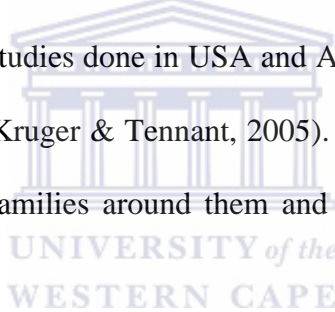 tudies done in USA and A
Kruger & Tennant, 2005).
amilies around them and
UNIVERSITY of the
WESTERN CAPE